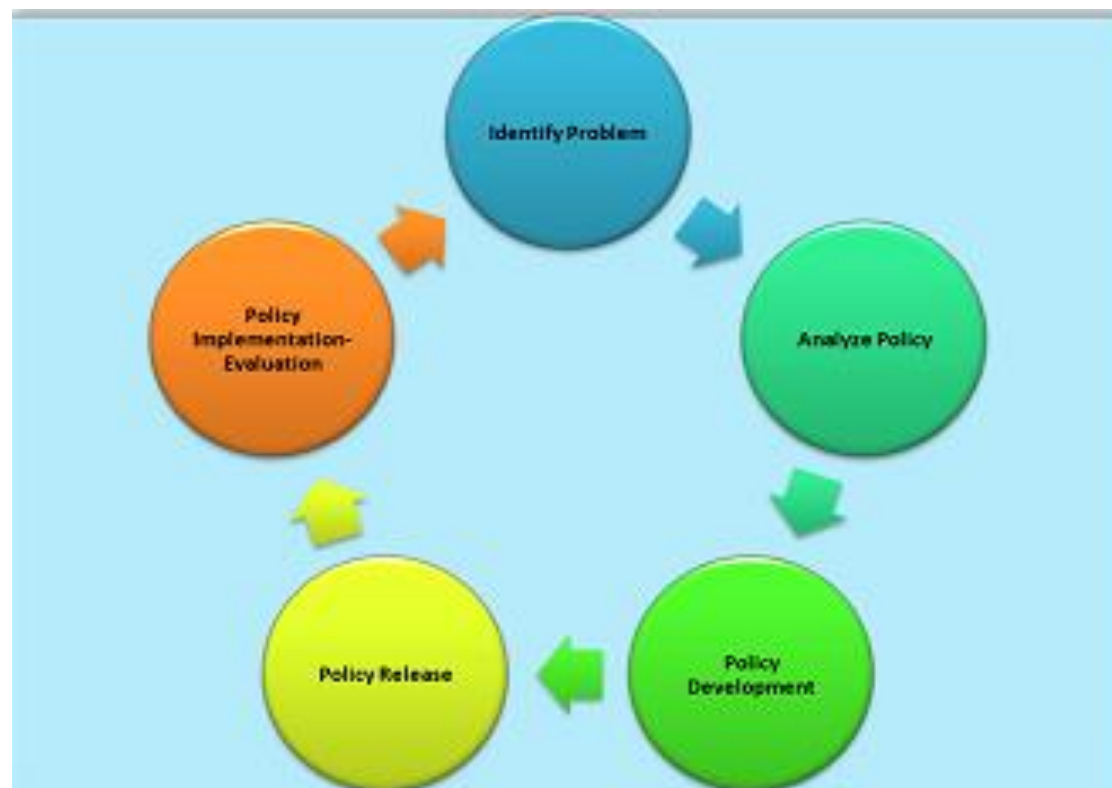 Identify Problem
Analyze Policy
Policy
Development
Policy Release
Policy
Implementation-
Evaluation